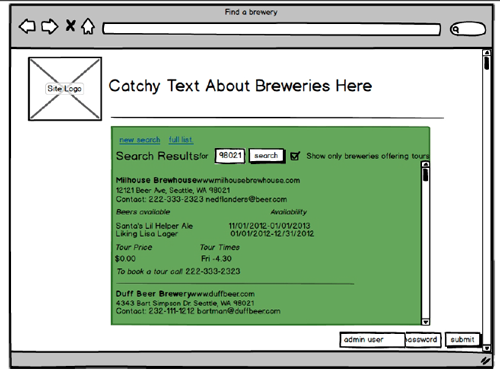 Find a brewery
Site Logo
Catchy Text About Breweries Here
new search full list
Search Results for 98021 search Show only breweries offering tours
Milhouse Brewhouse www.milhousebrewhouse.com
12121 Beer Ave, Seattle, WA 98021
Contact: 222-333-2323 nedflanders@beer.com
Beers available Availability
Santa's Lil Helper Ale 11/01/2012-01/01/2013
Liking Lisa Lager 01/01/2012-12/31/2012
Tour Price Tour Times
$0.00 Fri -4:30
To book a tour call 222-333-2323
Duff Beer Brewery www.duffbeer.com
4343 Bart Simpson Dr. Seattle, WA 98021
Contact: 232-111-1212 bartman@duffbeer.com
admin user password submit